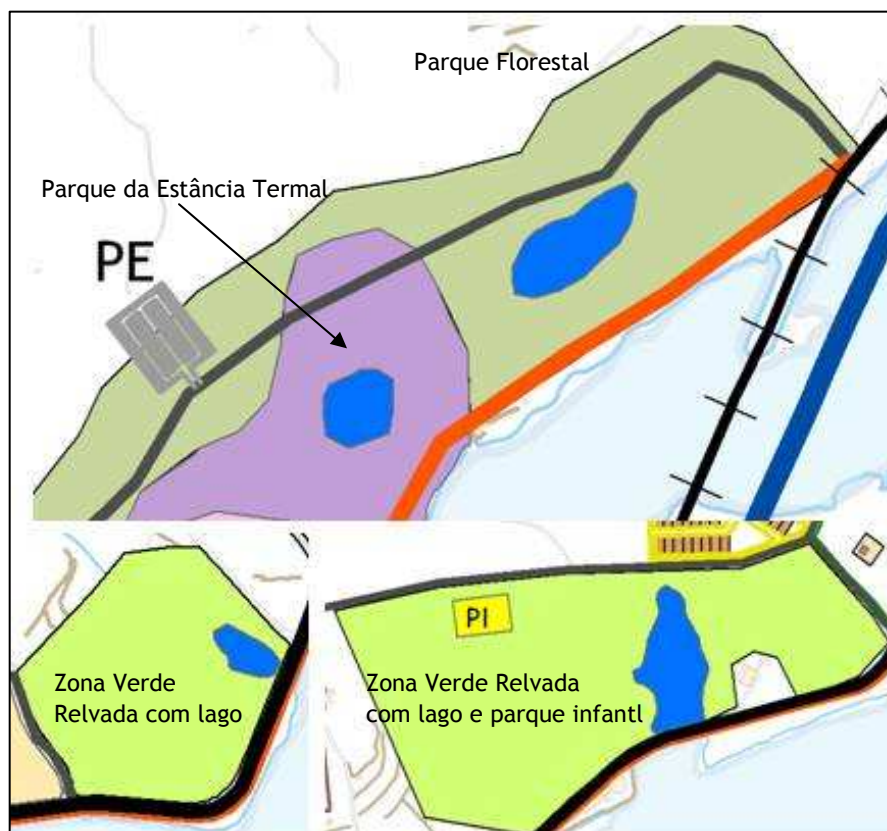 Parque Florestal
Parque da Estância Termal
PE
PI
Zona Verde
Relvada com lago
Zona Verde Relvada
com lago e parque infantl